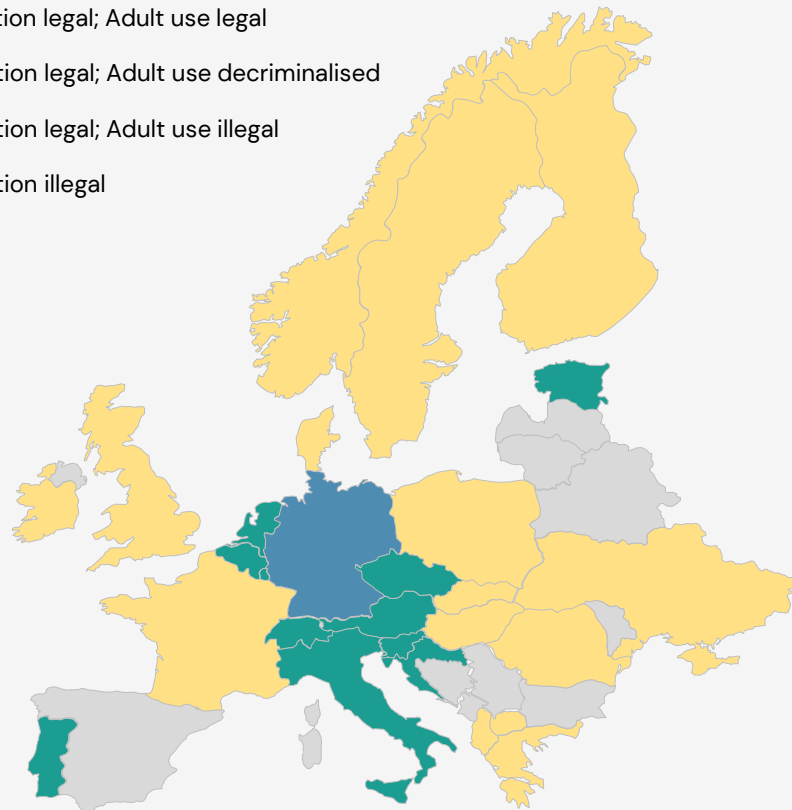 tion legal; Adult use legal
tion legal; Adult use decriminalised
tion legal; Adult use illegal
tion illegal